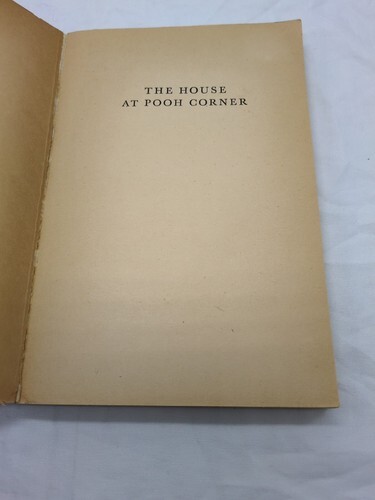 THE HOUSE
AT POOH CORNER